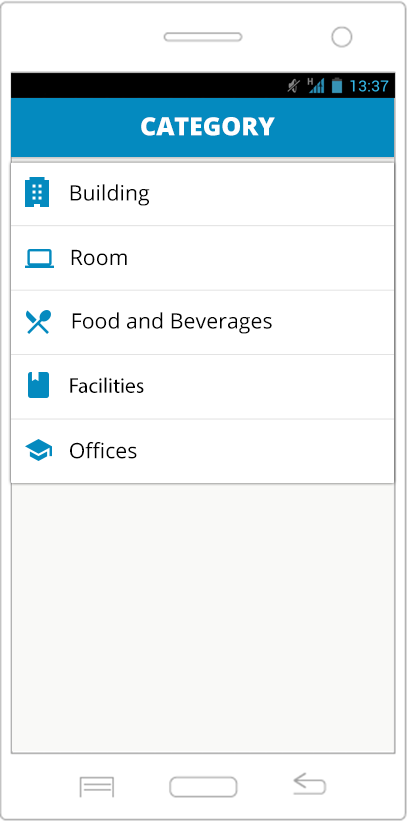 H 13:37
CATEGORY
Building
Room
Food and Beverages
Facilities
Offices